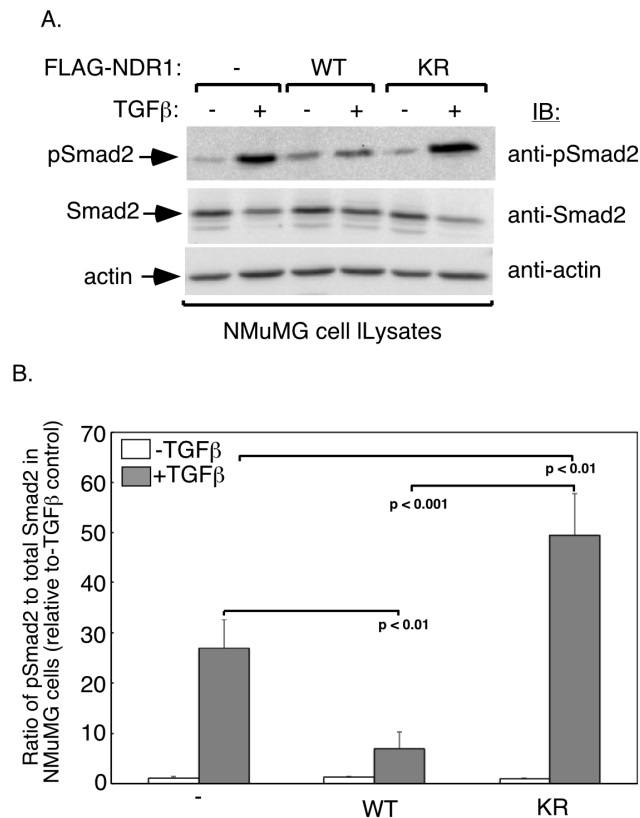 A.
FLAG-NDR1: - WT KR
TGFβ: - + - + - + IB:
pSmad2 anti-pSmad2
Smad2 anti-Smad2
actin anti-actin
NMuMG cell lLysates
B.
Ratio of pSmad2 to total Smad2 in
NMuMG cells (relative to-TGFβ control)
70
60
50
40
30
20
10
0
-TGFβ
+TGFβ
p < 0.01
p < 0.001
p < 0.01
- WT KR